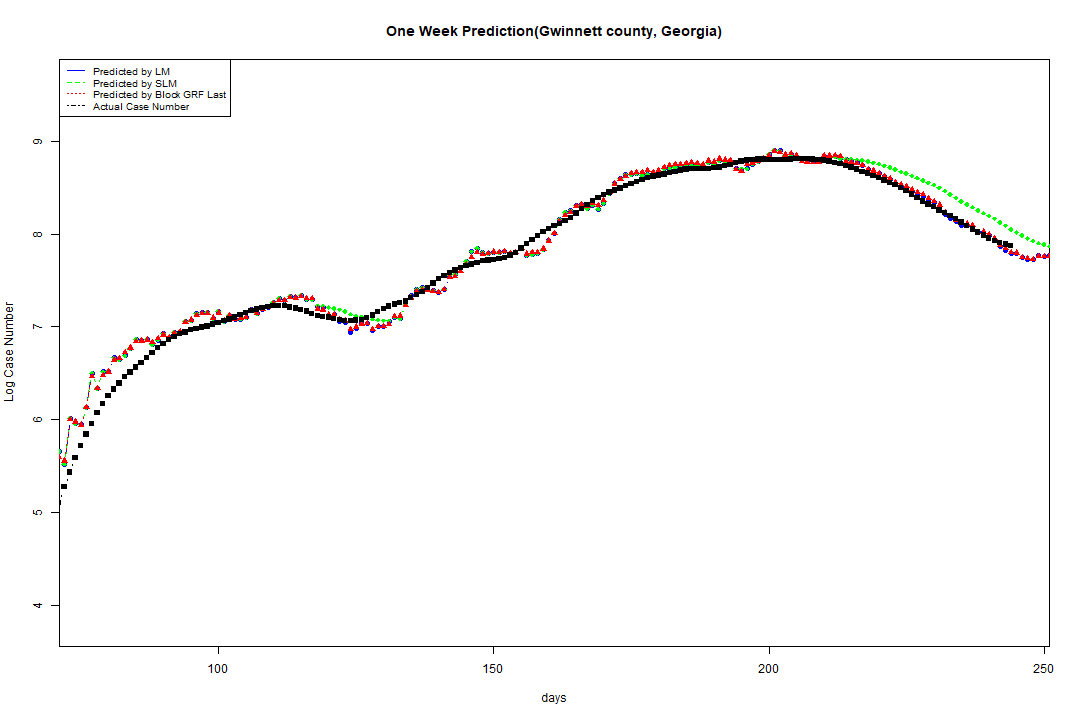 One Week Prediction(Gwinnett county, Georgia)
Predicted by LM
Predicted by SLM
Predicted by Block GRF Last
Actual Case Number
Log Case Number
9
8
7
6
5
4
100 150 200 250
days